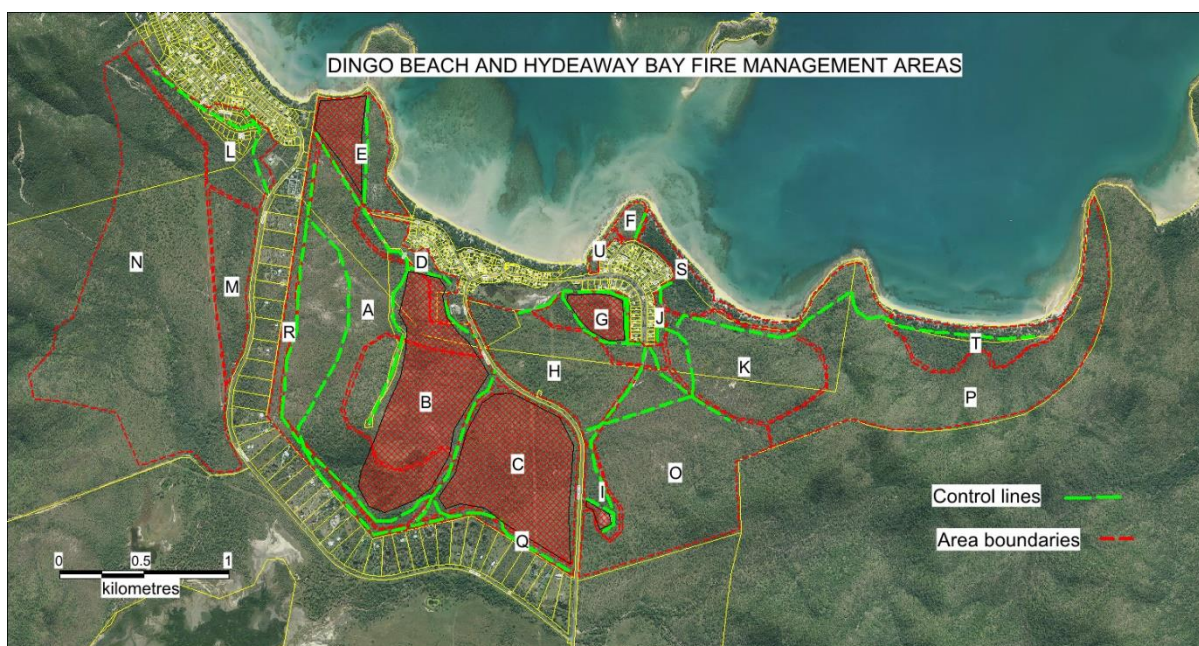 DINGO BEACH AND HYDEAWAY BAY FIRE MANAGEMENT AREAS
E
L
F
U
D
S
N
M
A
R
G
J
T
H
K
P
B
C
O
I
Q
Control lines
Area boundaries
0 0.5 1
kilometres